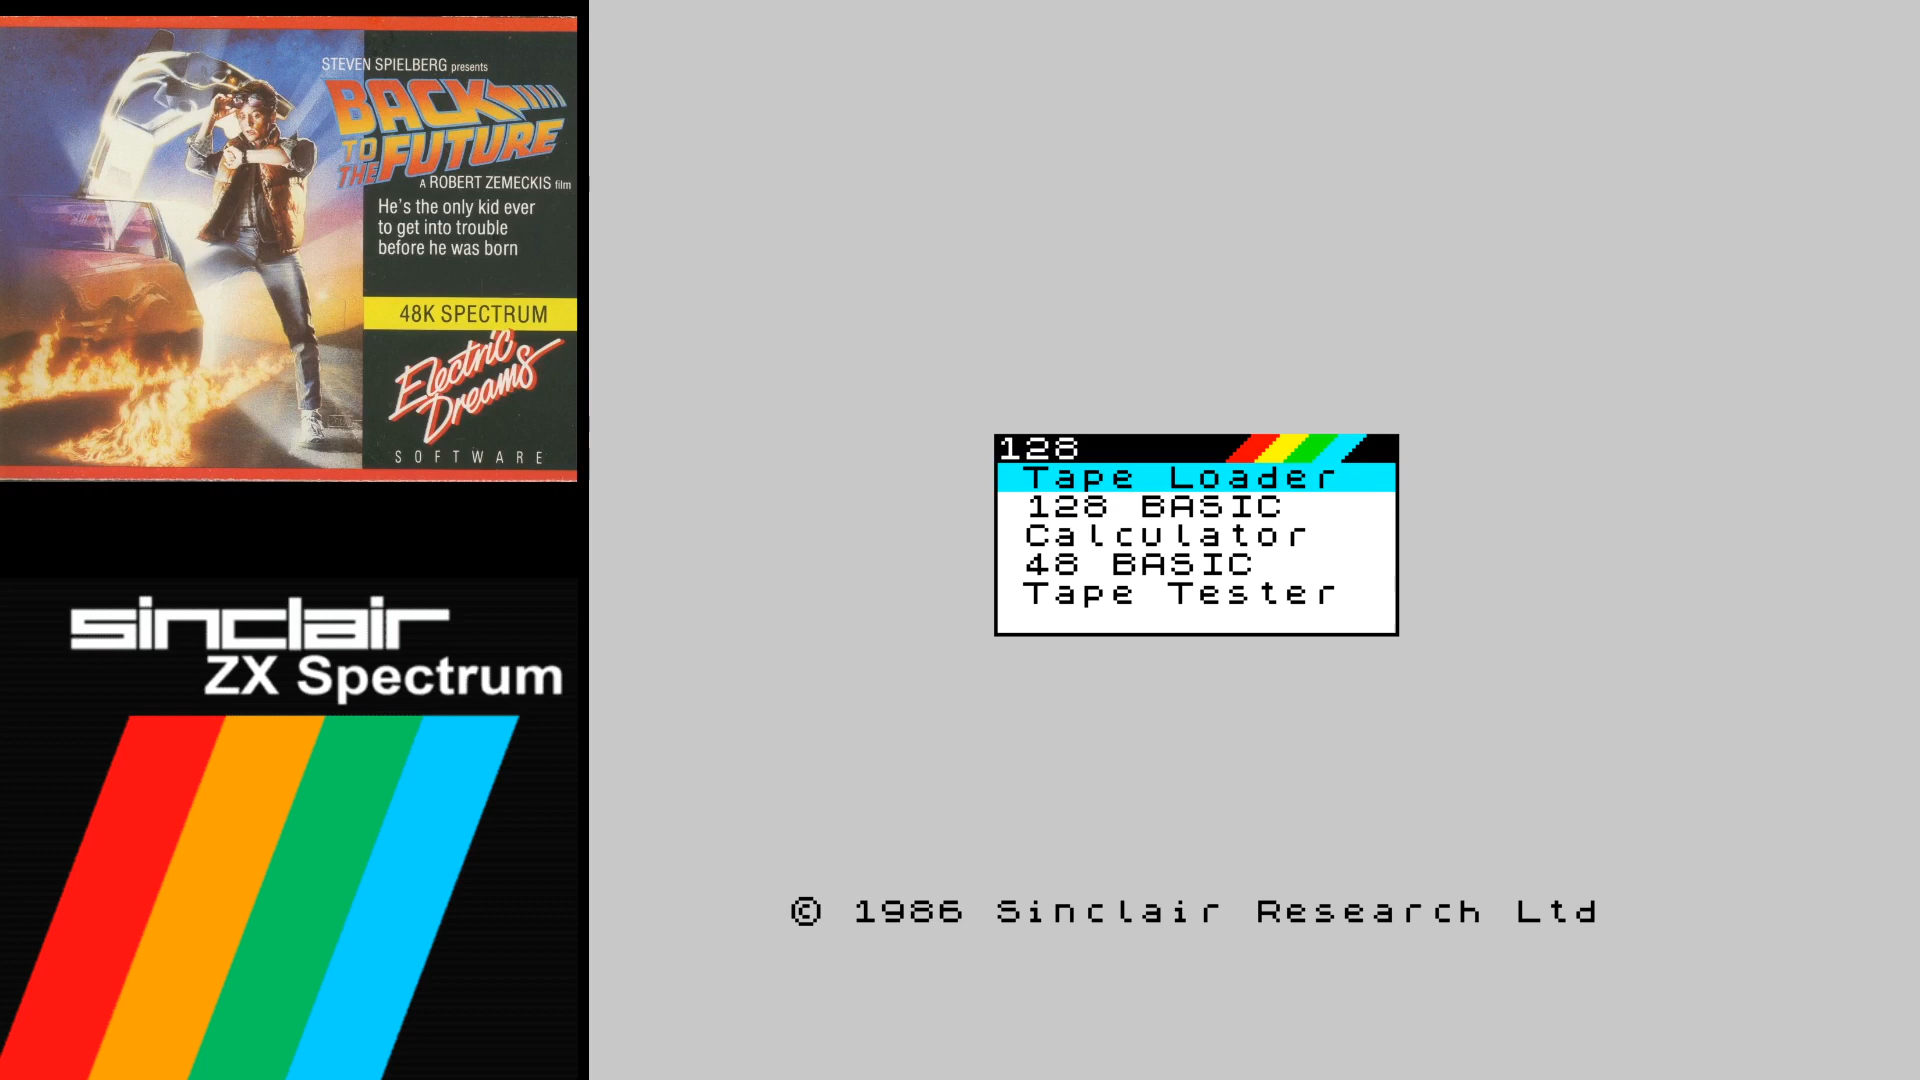 STEVEN SPIELBERG presents
BACK
TO THE FUTURE
A ROBERT ZEMECKIS film
He's the only kid ever
to get into trouble
before he was born
48K SPECTRUM
Electric
Dreams
SOFTWARE
sinclair
ZX Spectrum
128
Tape Loader
128 BASIC
Calculator
48 BASIC
Tape Tester
© 1986 Sinclair Research Ltd